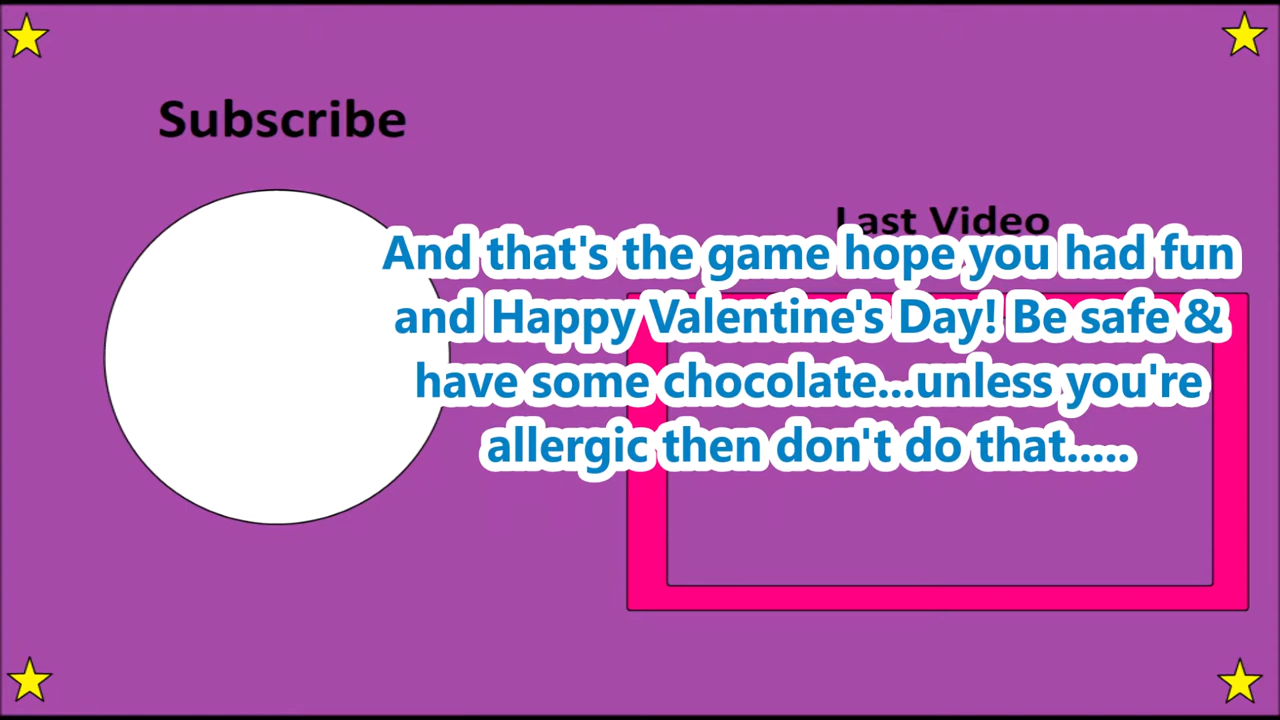 Subscribe
Last Video
And that's the game hope you had fun
and Happy Valentine's Day! Be safe &
have some chocolate...unless you're
allergic then don't do that.....